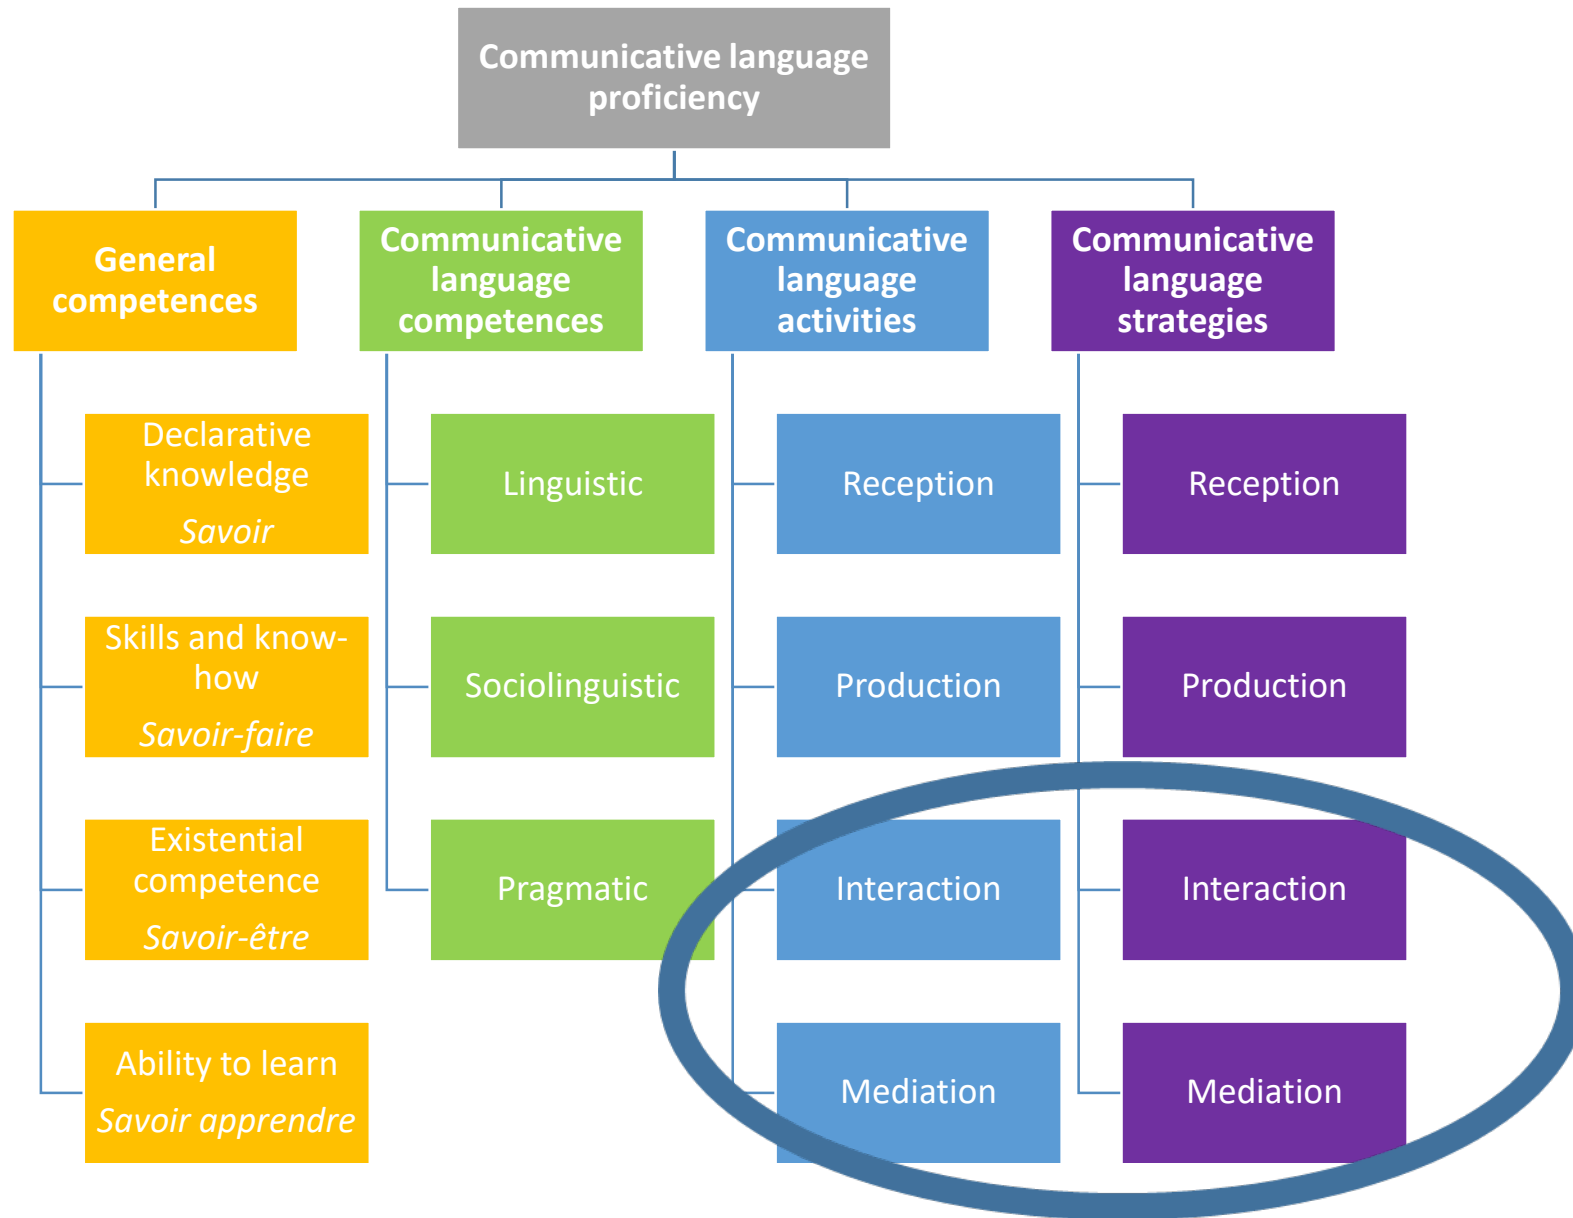 Communicative language
proficiency
General
competences
Communicative
language
competences
Communicative
language
activities
Communicative
language
strategies
Declarative
knowledge
Savoir
Linguistic
Reception
Reception
Skills and know-
how
Savoir-faire
Sociolinguistic
Production
Production
Existential
competence
Savoir-être
Pragmatic
Interaction
Interaction
Ability to learn
Savoir apprendre
Mediation
Mediation